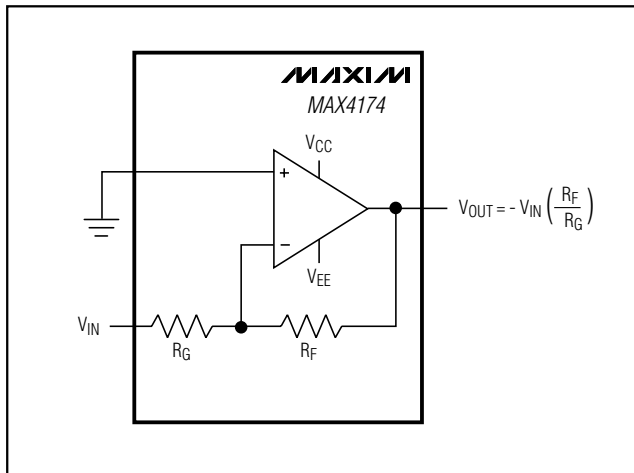 MAXIM
MAX4174
VCC
+
VOUT = - VIN (RF/RG)
−
VEE
VIN
RG
RF